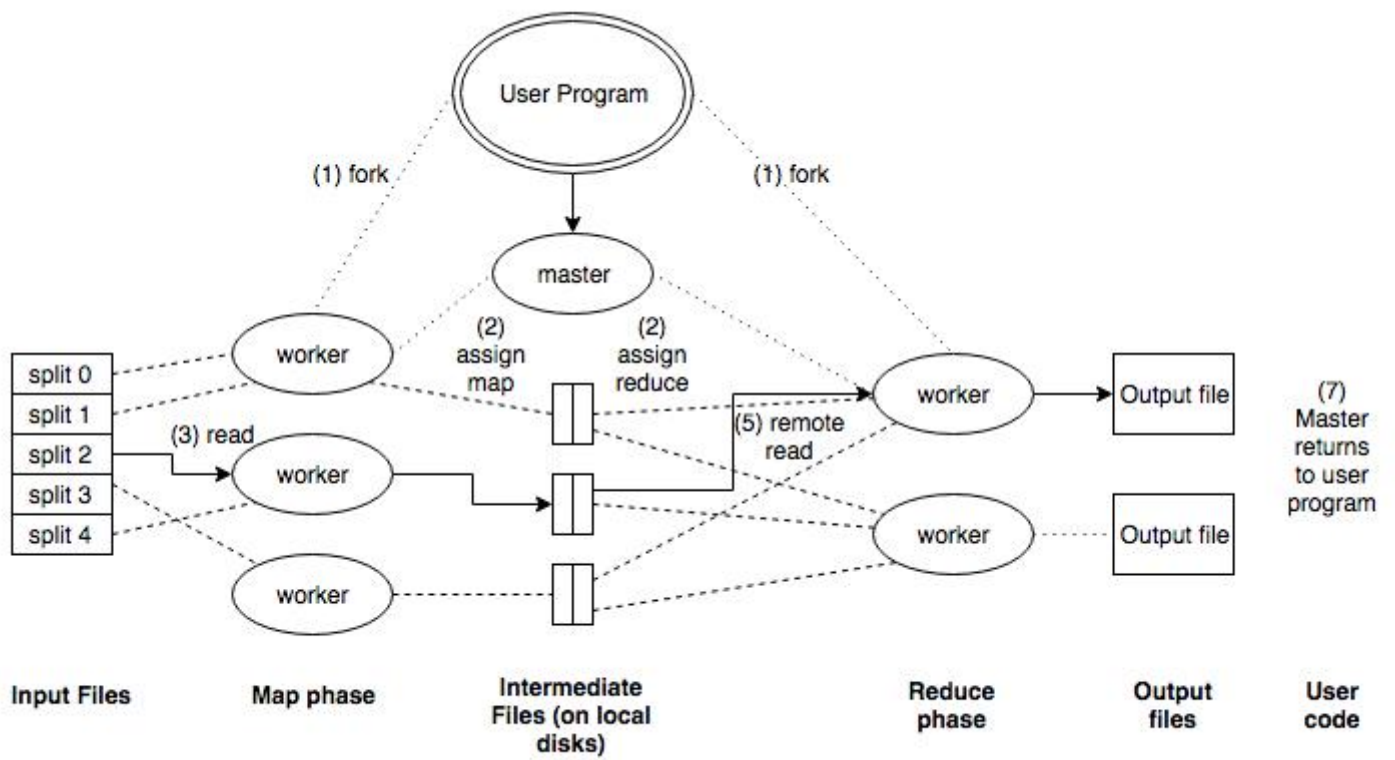 User Program
(1) fork
(1) fork
master
(2)
assign
map
(2)
assign
reduce
worker
split 0
split 1
split 2
split 3
split 4
(3) read
worker
worker
worker
(5) remote
read
worker
Output file
Output file
(7)
Master
returns
to user
program
Input Files
Map phase
Intermediate
Files (on local
disks)
Reduce
phase
Output
files
User
code